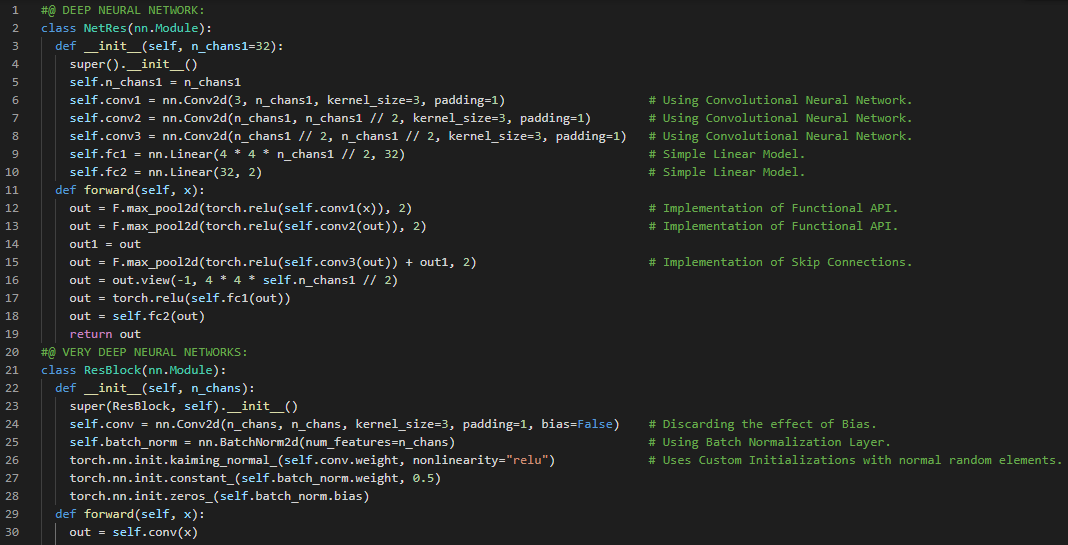 1 #@ DEEP NEURAL NETWORK:
2 class NetRes(nn.Module):
3   def __init__(self, n_chans1=32):
4     super().__init__()
5     self.n_chans1 = n_chans1
6     self.conv1 = nn.Conv2d(3, n_chans1, kernel_size=3, padding=1)                    # Using Convolutional Neural Network.
7     self.conv2 = nn.Conv2d(n_chans1, n_chans1 // 2, kernel_size=3, padding=1)        # Using Convolutional Neural Network.
8     self.conv3 = nn.Conv2d(n_chans1 // 2, n_chans1 // 2, kernel_size=3, padding=1)   # Using Convolutional Neural Network.
9     self.fc1 = nn.Linear(4 * 4 * n_chans1 // 2, 32)                                  # Simple Linear Model.
10     self.fc2 = nn.Linear(32, 2)                                                      # Simple Linear Model.
11   def forward(self, x):
12     out = F.max_pool2d(torch.relu(self.conv1(x)), 2)                                 # Implementation of Functional API.
13     out = F.max_pool2d(torch.relu(self.conv2(out)), 2)                               # Implementation of Functional API.
14     out1 = out
15     out = F.max_pool2d(torch.relu(self.conv3(out)) + out1, 2)                        # Implementation of Skip Connections.
16     out = out.view(-1, 4 * 4 * self.n_chans1 // 2)
17     out = torch.relu(self.fc1(out))
18     out = self.fc2(out)
19     return out
20 #@ VERY DEEP NEURAL NETWORKS:
21 class ResBlock(nn.Module):
22   def __init__(self, n_chans):
23     super(ResBlock, self).__init__()
24     self.conv = nn.Conv2d(n_chans, n_chans, kernel_size=3, padding=1, bias=False)    # Discarding the effect of Bias.
25     self.batch_norm = nn.BatchNorm2d(num_features=n_chans)                           # Using Batch Normalization Layer.
26     torch.nn.init.kaiming_normal_(self.conv.weight, nonlinearity="relu")             # Uses Custom Initializations with normal random elements.
27     torch.nn.init.constant_(self.batch_norm.weight, 0.5)
28     torch.nn.init.zeros_(self.batch_norm.bias)
29   def forward(self, x):
30     out = self.conv(x)